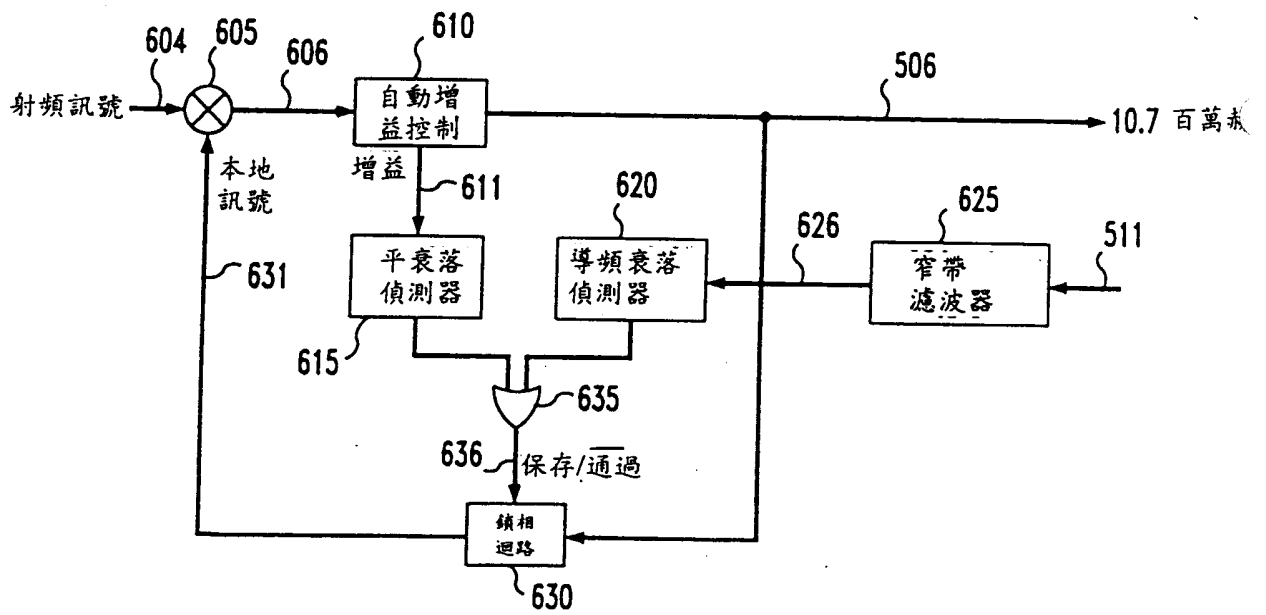 610
605
604
606
506
射頻訊號
自動增
益控制
10.7 百萬赫
本地
訊號
增益
611
620
625
626
511
631
平衰落
偵測器
導頻衰落
偵測器
窄帶
濾波器
615
635
636
保存/通過
鎖相
迴路
630